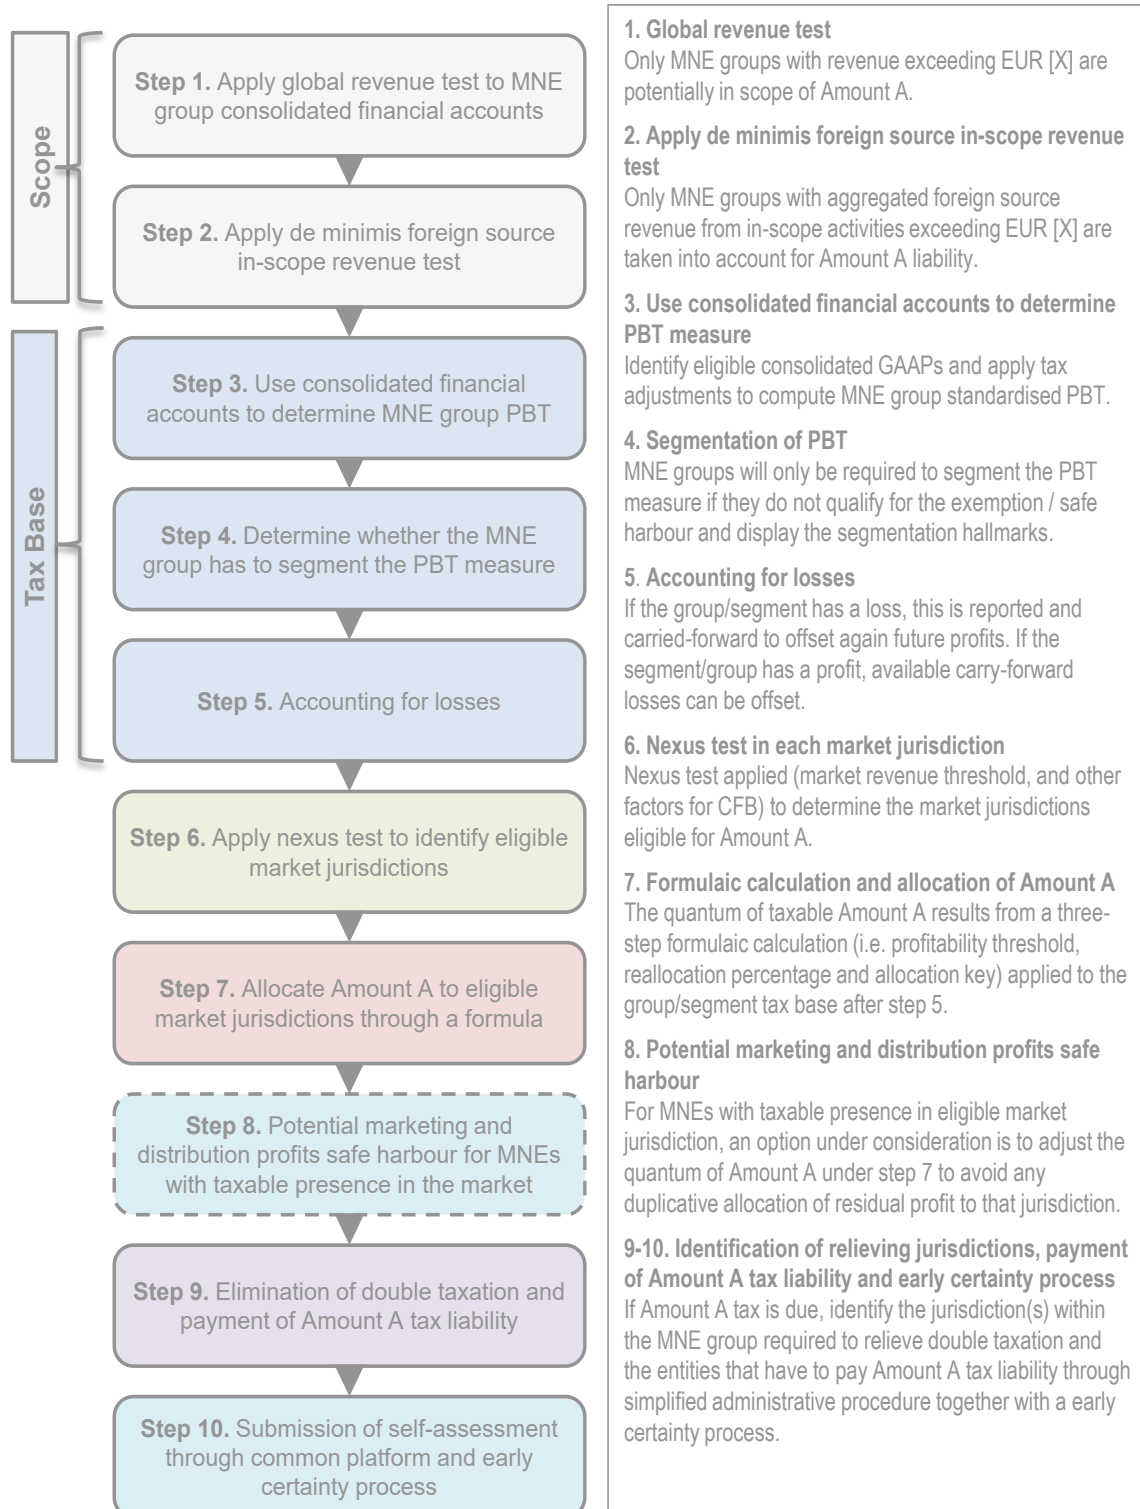 Scope
Step 1. Apply global revenue test to MNE
group consolidated financial accounts
Step 2. Apply de minimis foreign source
in-scope revenue test
Tax Base
Step 3. Use consolidated financial
accounts to determine MNE group PBT
Step 4. Determine whether the MNE
group has to segment the PBT measure
Step 5. Accounting for losses
Step 6. Apply nexus test to identify eligible
market jurisdictions
Step 7. Allocate Amount A to eligible
market jurisdictions through a formula
Step 8. Potential marketing and
distribution profits safe harbour for MNEs
with taxable presence in the market
Step 9. Elimination of double taxation and
payment of Amount A tax liability
Step 10. Submission of self-assessment
through common platform and early
certainty process
1. Global revenue test
Only MNE groups with revenue exceeding EUR [X] are
potentially in scope of Amount A.
2. Apply de minimis foreign source in-scope revenue
test
Only MNE groups with aggregated foreign source
revenue from in-scope activities exceeding EUR [X] are
taken into account for Amount A liability.
3. Use consolidated financial accounts to determine
PBT measure
Identify eligible consolidated GAAPs and apply tax
adjustments to compute MNE group standardised PBT.
4. Segmentation of PBT
MNE groups will only be required to segment the PBT
measure if they do not qualify for the exemption / safe
harbour and display the segmentation hallmarks.
5. Accounting for losses
If the group/segment has a loss, this is reported and
carried-forward to offset again future profits. If the
segment/group has a profit, available carry-forward
losses can be offset.
6. Nexus test in each market jurisdiction
Nexus test applied (market revenue threshold, and other
factors for CFB) to determine the market jurisdictions
eligible for Amount A.
7. Formulaic calculation and allocation of Amount A
The quantum of taxable Amount A results from a three-
step formulaic calculation (i.e. profitability threshold,
reallocation percentage and allocation key) applied to the
group/segment tax base after step 5.
8. Potential marketing and distribution profits safe
harbour
For MNEs with taxable presence in eligible market
jurisdiction, an option under consideration is to adjust the
quantum of Amount A under step 7 to avoid any
duplicative allocation of residual profit to that jurisdiction.
9-10. Identification of relieving jurisdictions, payment
of Amount A tax liability and early certainty process
If Amount A tax is due, identify the jurisdiction(s) within
the MNE group required to relieve double taxation and
the entities that have to pay Amount A tax liability through
simplified administrative procedure together with a early
certainty process.